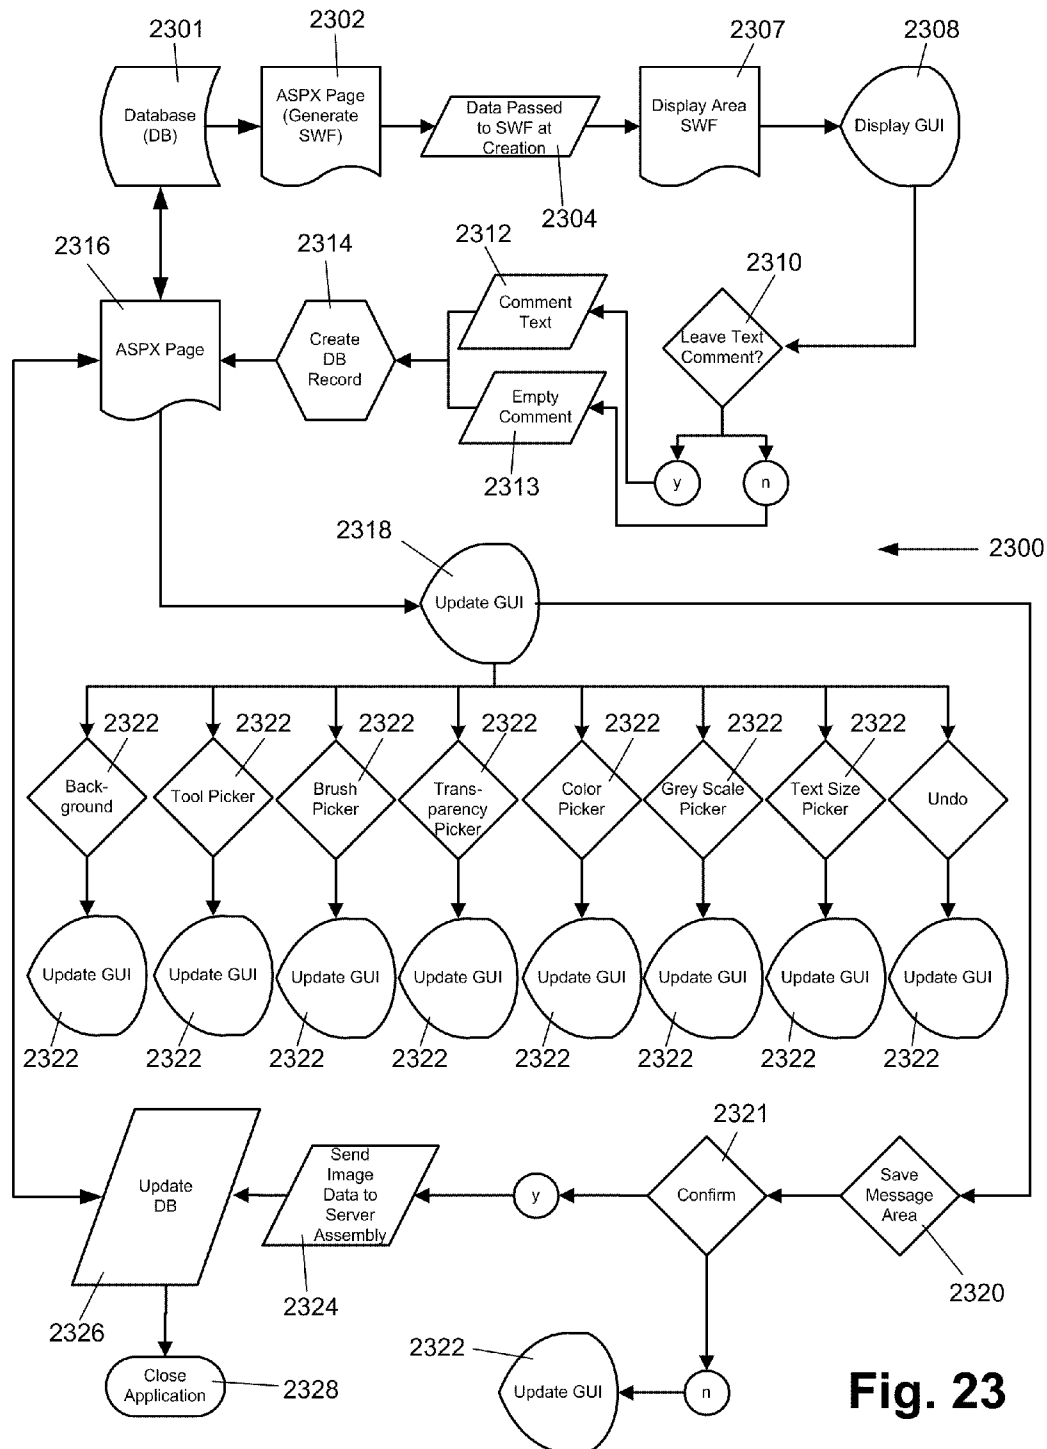 2301
2302
2307
2308
Database
(DB)
ASPX Page
(Generate
SWF)
Data Passed
to SWF at
Creation
Display Area
SWF
Display GUI
2304
2316
2314
2312
2310
ASPX Page
Create
DB
Record
Comment
Text
Leave Text
Comment?
Empty
Comment
2313
y
n
2318
2300
Update GUI
2322
2322
2322
2322
2322
2322
2322
Back-
ground
Tool Picker
Brush
Picker
Trans-
parency
Picker
Color
Picker
Grey Scale
Picker
Text Size
Picker
Undo
Update GUI
Update GUI
Update GUI
Update GUI
Update GUI
Update GUI
Update GUI
Update GUI
2322
2322
2322
2322
2322
2322
2322
2322
2321
Update
DB
Send
Image
Data to
Server
Assembly
y
Confirm
Save
Message
Area
2326
2324
2320
2322
Close
Application
2328
Update GUI
n
Fig. 23